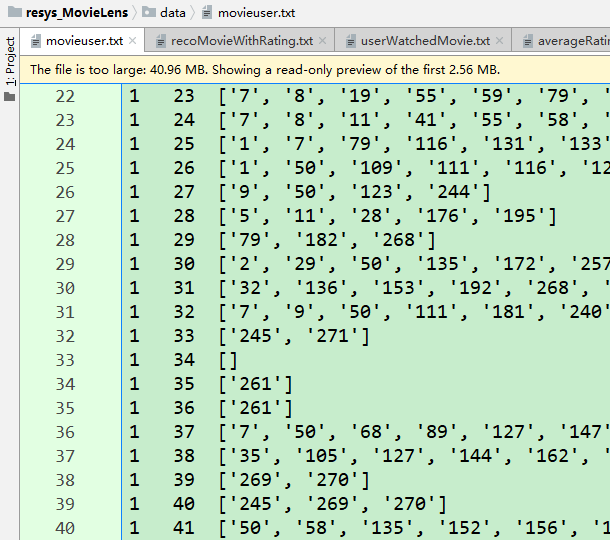 resys_MovieLens 〉 data 〉 movieuser.txt
movieuser.txt × recoMovieWithRating.txt × userWatchedMovie.txt × averageRati
1: Project
The file is too large: 40.96 MB. Showing a read-only preview of the first 2.56 MB.
22 1 23 ['7', '8', '19', '55', '59', '79', '
23 1 24 ['7', '8', '11', '41', '55', '58', '
24 1 25 ['1', '7', '79', '116', '131', '133'
25 1 26 ['1', '50', '109', '111', '116', '12
26 1 27 ['9', '50', '123', '244']
27 1 28 ['5', '11', '28', '176', '195']
28 1 29 ['79', '182', '268']
29 1 30 ['2', '29', '50', '135', '172', '257
30 1 31 ['32', '136', '153', '192', '268', '
31 1 32 ['7', '9', '50', '111', '181', '240'
32 1 33 ['245', '271']
33 1 34 []
34 1 35 ['261']
35 1 36 ['261']
36 1 37 ['7', '50', '68', '89', '127', '147'
37 1 38 ['35', '105', '127', '144', '162', '
38 1 39 ['269', '270']
39 1 40 ['245', '269', '270']
40 1 41 ['50', '58', '135', '152', '156', '1